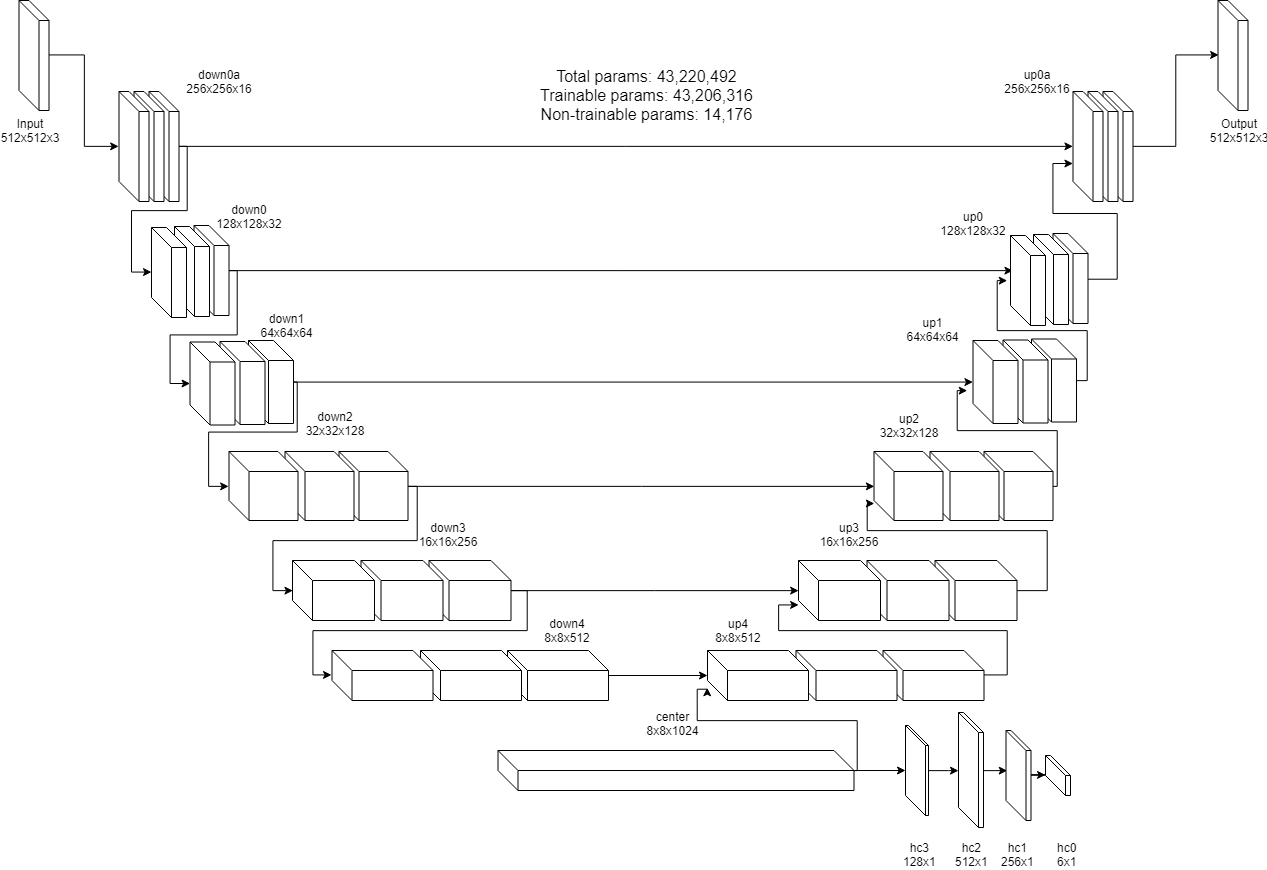 down0a
256x256x16
Total params: 43,220,492
Trainable params: 43,206,316
Non-trainable params: 14,176
up0a
256x256x16
Input
512x512x3
Output
512x512x3
down0
128x128x32
up0
128x128x32
down1
64x64x64
up1
64x64x64
down2
32x32x128
up2
32x32x128
down3
16x16x256
up3
16x16x256
down4
8x8x512
up4
8x8x512
center
8x8x1024
hc3
128x1
hc2
512x1
hc1
256x1
hc0
6x1